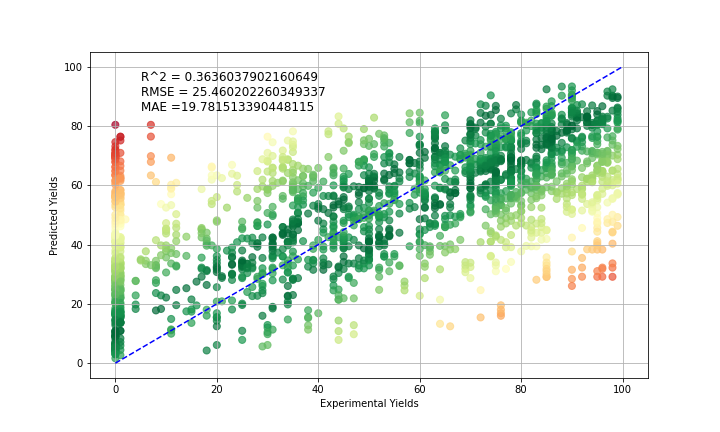 R^2 = 0.3636037902160649
RMSE = 25.460202260349337
MAE =19.781513390448115
100
80
60
40
20
0
Predicted Yields
0 20 40 60 80 100
Experimental Yields